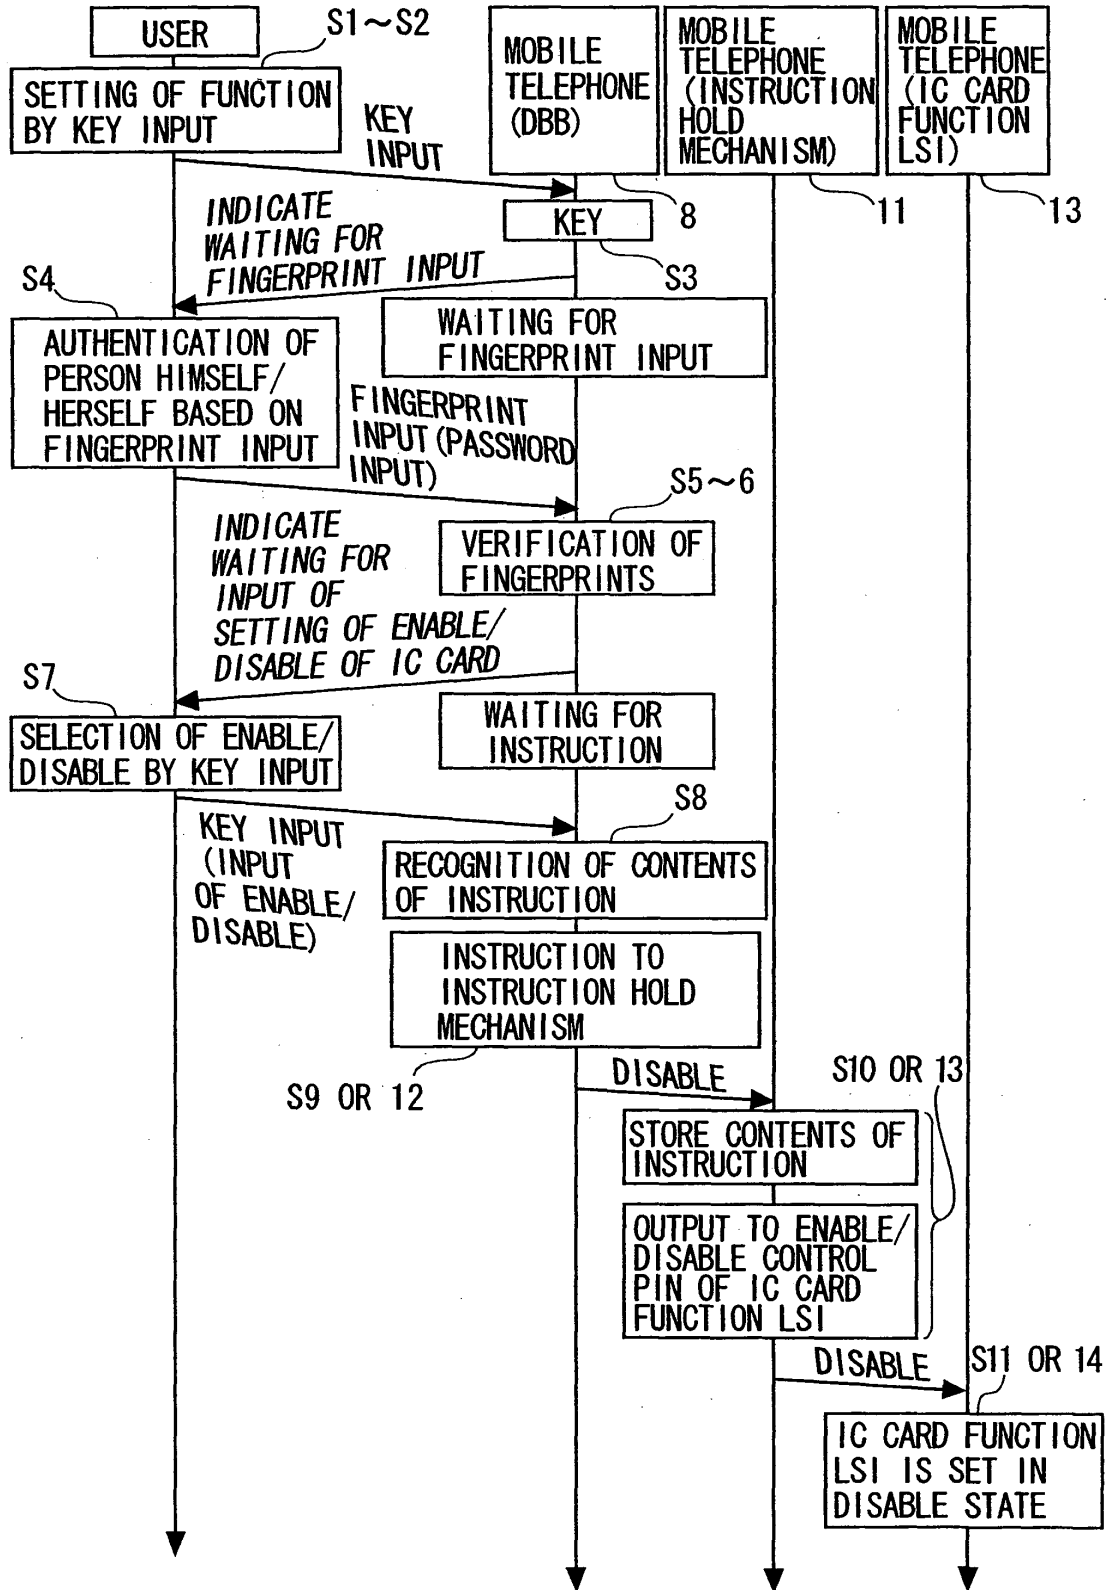 USER
S1～S2
MOBILE
TELEPHONE
(DBB)
MOBILE
TELEPHONE
(INSTRUCTION
HOLD
MECHANISM)
MOBILE
TELEPHONE
(IC CARD
FUNCTION
LSI)
SETTING OF FUNCTION
BY KEY INPUT
KEY
INPUT
8
11
13
KEY
S3
INDICATE
WAITING FOR
FINGERPRINT INPUT
S4
WAITING FOR
FINGERPRINT INPUT
AUTHENTICATION OF
PERSON HIMSELF/
HERSELF BASED ON
FINGERPRINT INPUT
FINGERPRINT
INPUT (PASSWORD
INPUT)
S5～6
VERIFICATION OF
FINGERPRINTS
INDICATE
WAITING FOR
INPUT OF
SETTING OF ENABLE/
DISABLE OF IC CARD
S7
WAITING FOR
INSTRUCTION
SELECTION OF ENABLE/
DISABLE BY KEY INPUT
S8
KEY INPUT
(INPUT
OF ENABLE/
DISABLE)
RECOGNITION OF CONTENTS
OF INSTRUCTION
INSTRUCTION TO
INSTRUCTION HOLD
MECHANISM
S9 OR 12
DISABLE
S10 OR 13
STORE CONTENTS OF
INSTRUCTION
OUTPUT TO ENABLE/
DISABLE CONTROL
PIN OF IC CARD
FUNCTION LSI
DISABLE
S11 OR 14
IC CARD FUNCTION
LSI IS SET IN
DISABLE STATE